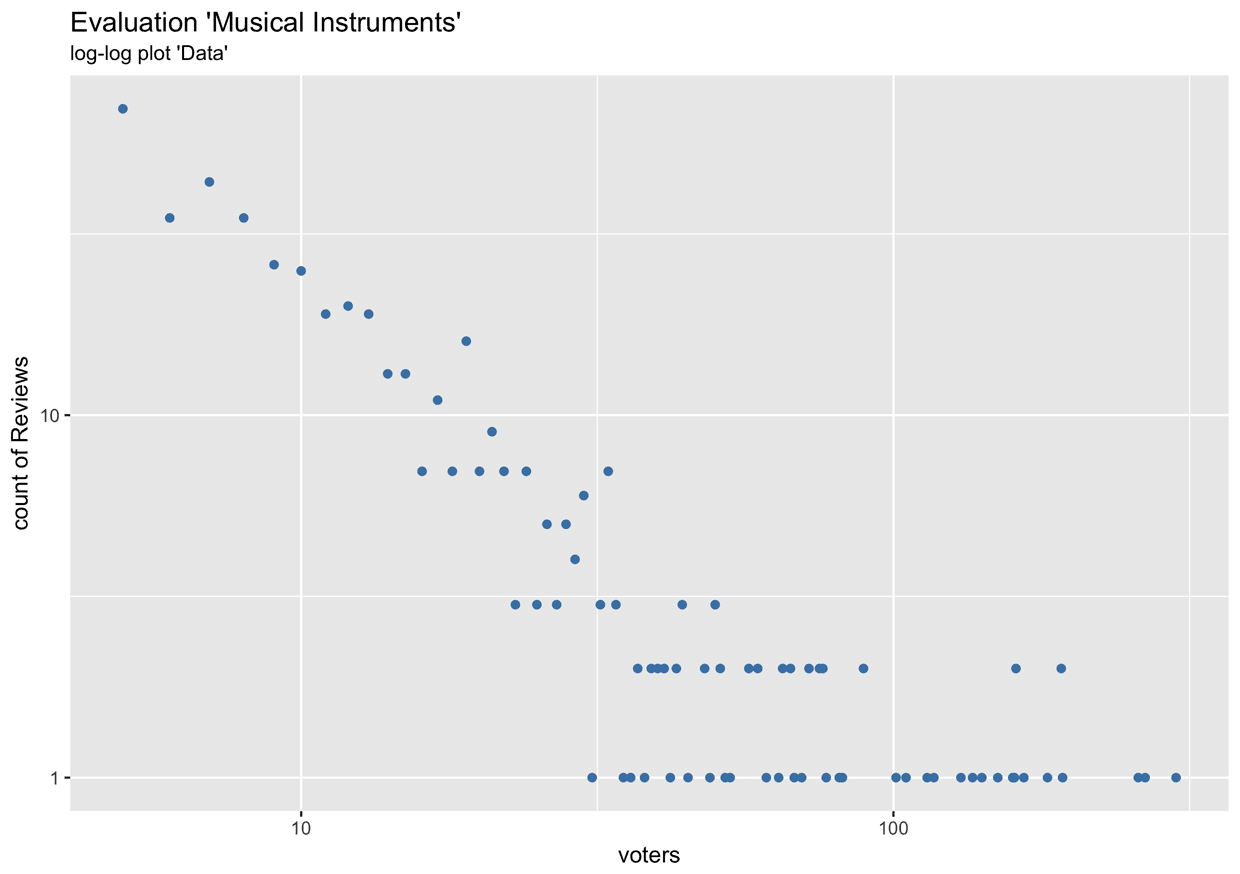 Evaluation 'Musical Instruments'
log-log plot 'Data'
count of Reviews
10
1
10
100
voters